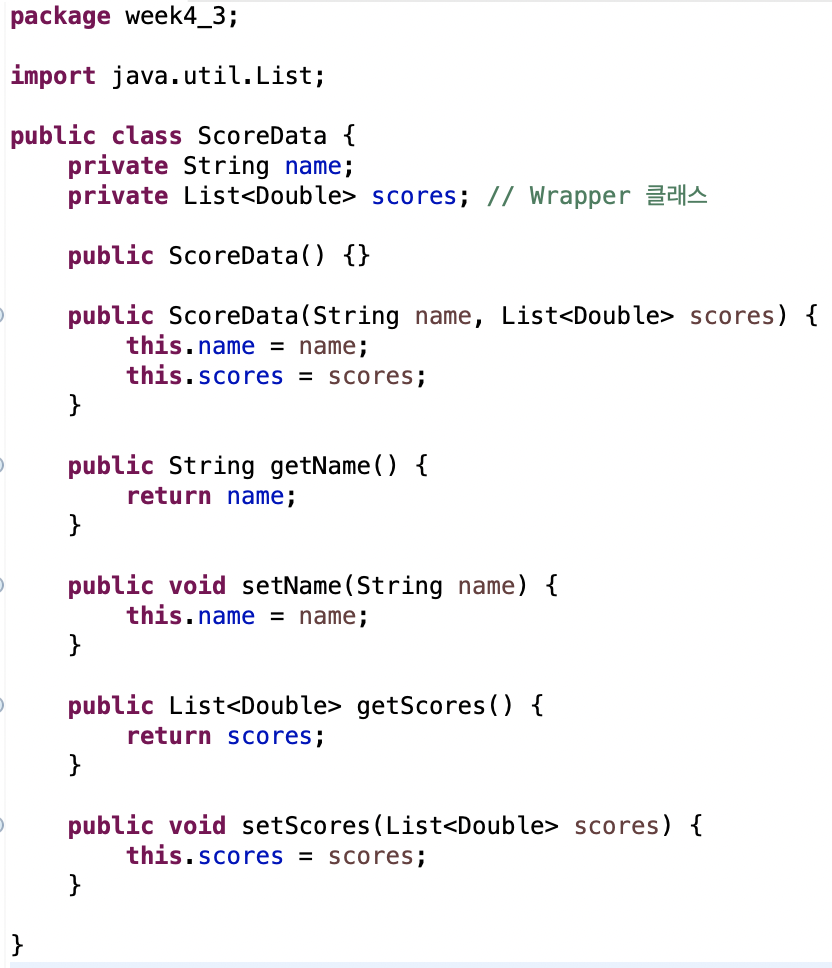 package week4_3;
import java.util.List;
public class ScoreData {
private String name;
private List<Double> scores; // Wrapper 클래스
public ScoreData() {}
public ScoreData(String name, List<Double> scores) {
this.name = name;
this.scores = scores;
}
public String getName() {
return name;
}
public void setName(String name) {
this.name = name;
}
public List<Double> getScores() {
return scores;
}
public void setScores(List<Double> scores) {
this.scores = scores;
}
}